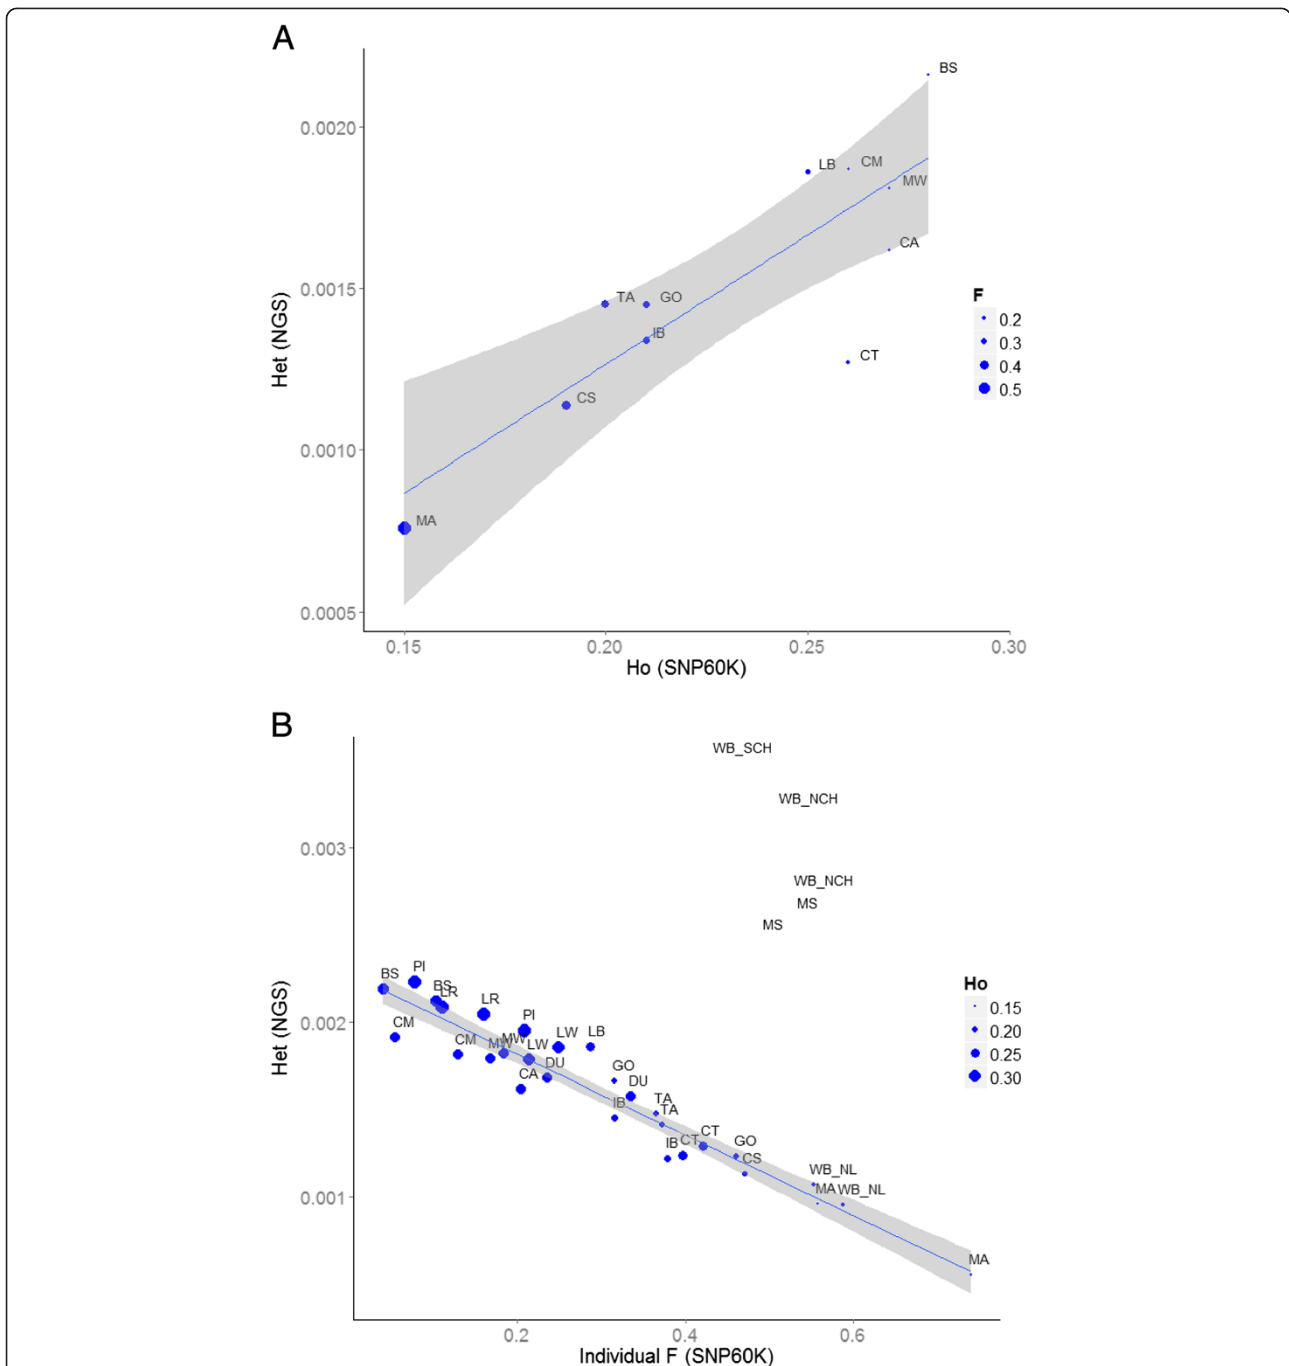 A
BS
0.0020
LB
CM
MW
CA
0.0015
TA
GO
IB
CT
CS
Het (NGS)
F
0.2
0.3
0.4
0.5
0.0010
MA
0.0005
0.15
0.20
0.25
0.30
Ho (SNP60K)
B
WB_SCH
WB_NCH
0.003
WB_NCH
MS
MS
BS
PI
BS
LR
LR
PI
CM
0.002
CM
MW
MW
LW
LW
LB
CA
DU
GO
DU
IB
TA
TA
IB
CT
CT
GO
CS
WB_NL
MA
WB_NL
0.001
MA
Het (NGS)
Ho
0.15
0.20
0.25
0.30
0.2
0.4
0.6
Individual F (SNP60K)